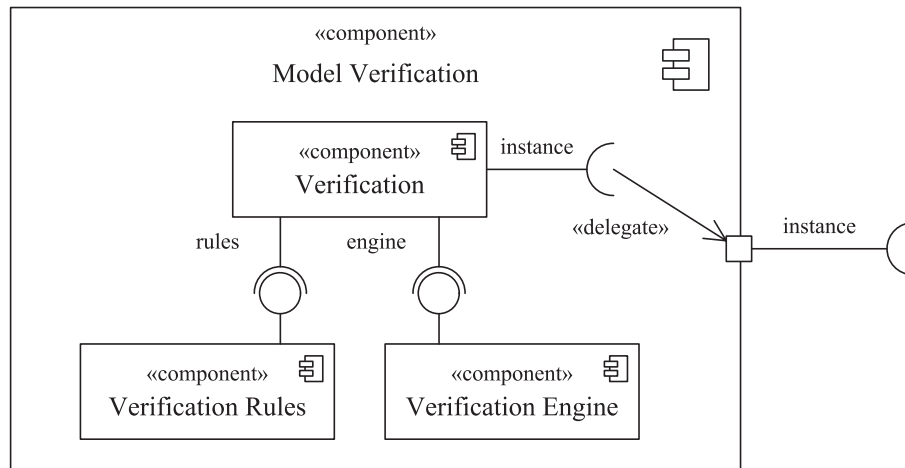 «component»
Model Verification
«component»
Verification
instance
«delegate»
instance
rules
engine
«component»
Verification Rules
«component»
Verification Engine